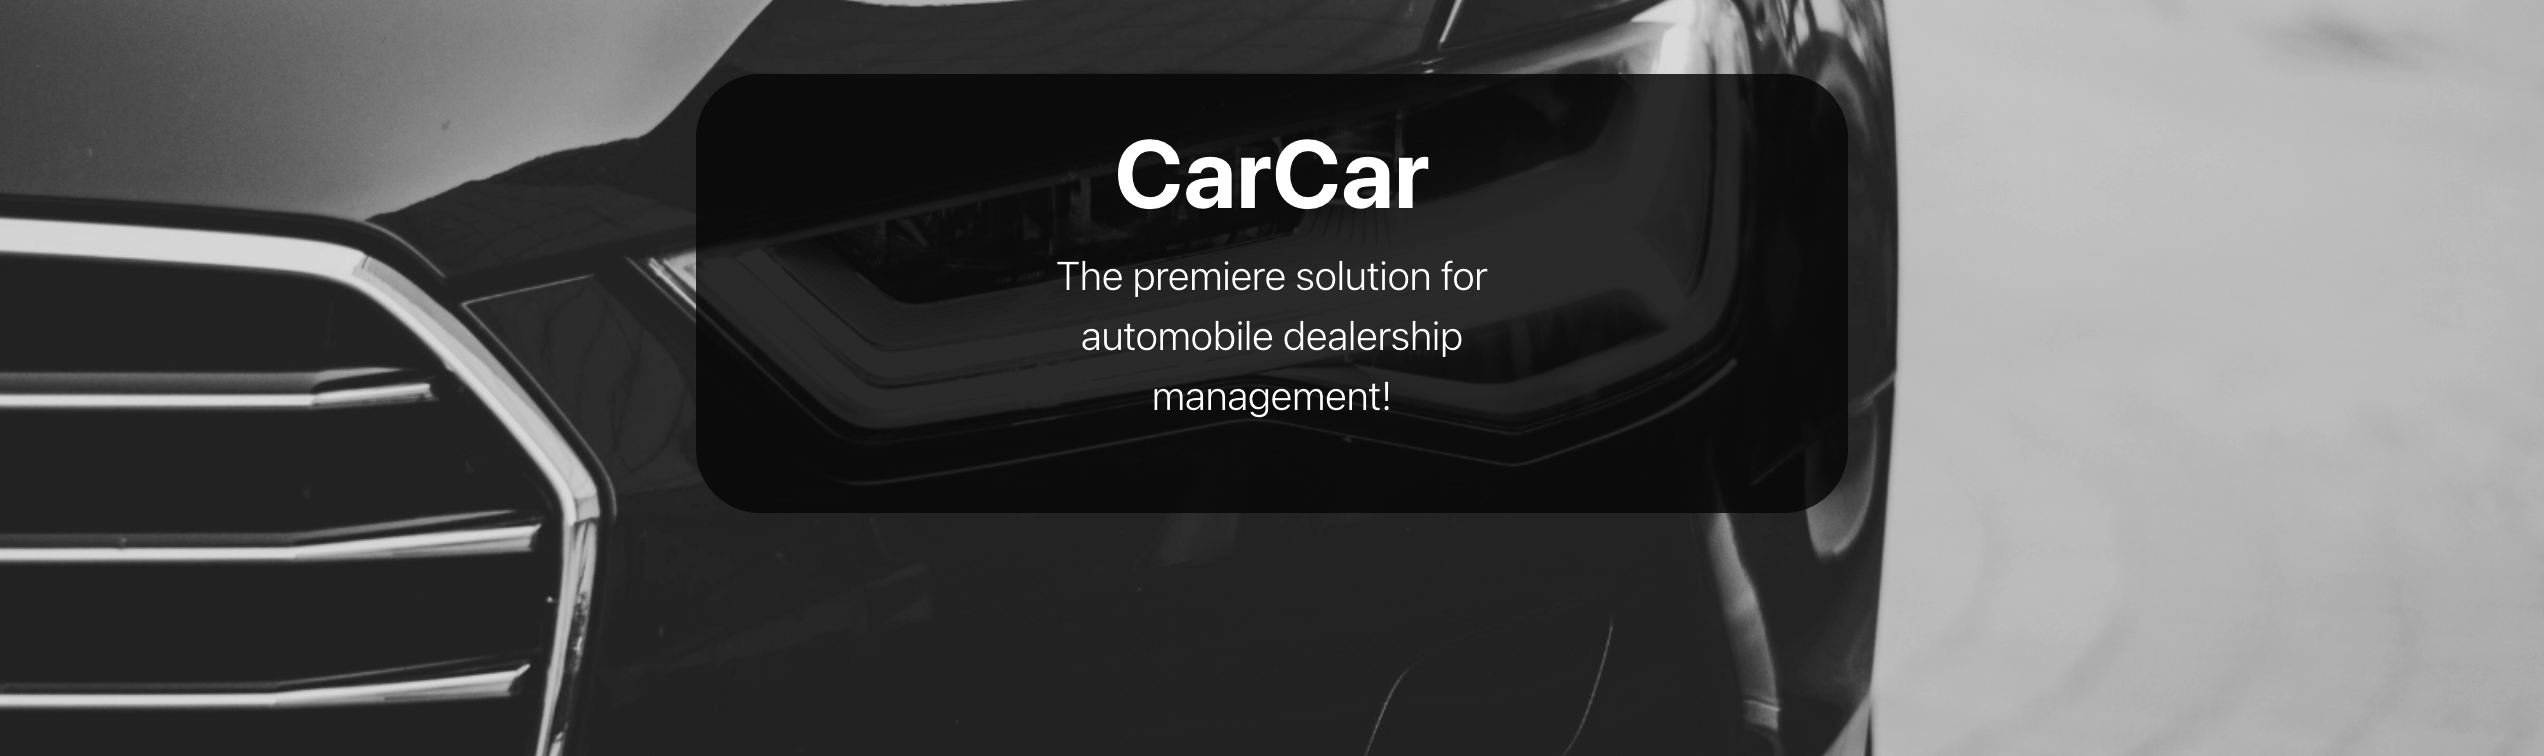 CarCar
The premiere solution for
automobile dealership
management!